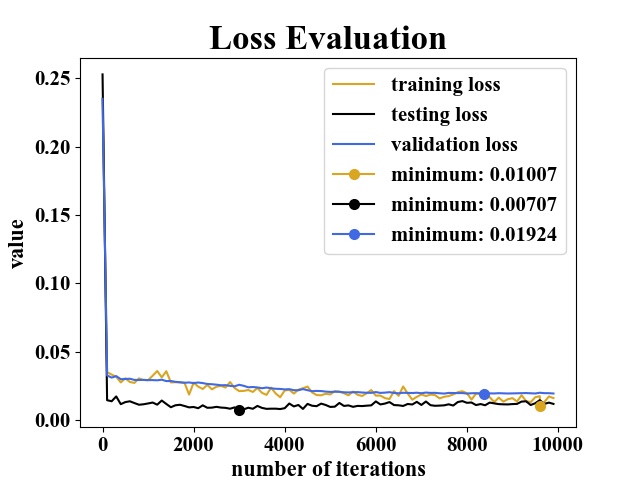 Loss Evaluation
training loss
testing loss
validation loss
minimum: 0.01007
minimum: 0.00707
minimum: 0.01924
value
0.25
0.20
0.15
0.10
0.05
0.00
0 2000 4000 6000 8000 10000
number of iterations